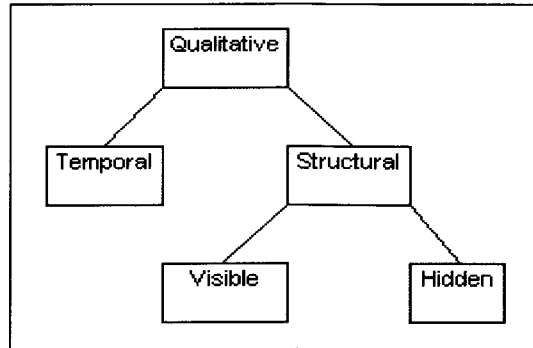 Qualitative
Temporal
Structural
Visible
Hidden